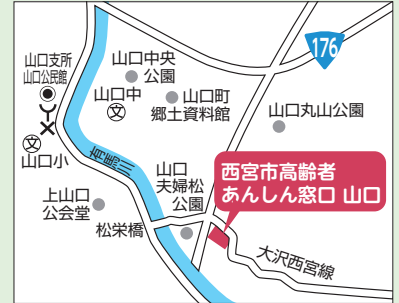 山口支所
山口公民館
山口中央
公園
176
山口中
文
山口町
郷土資料館
山口丸山公園
文
山口小
有馬川
山口
夫婦松
公園
西宮市高齢者
あんしん窓口 山口
上山口
公会堂
松栄橋
大沢西宮線